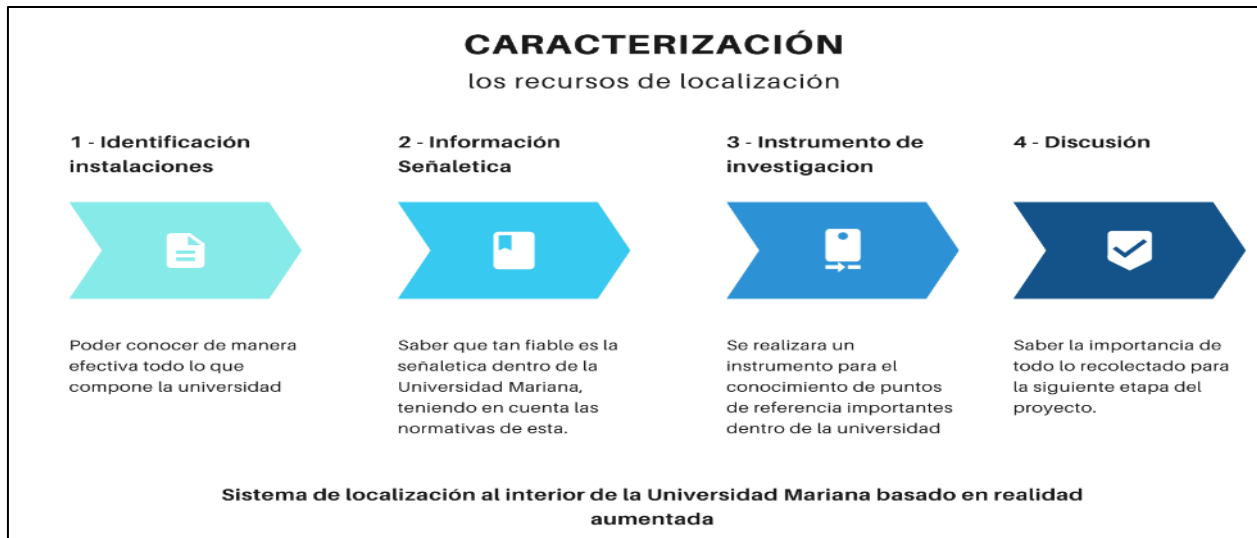 CARACTERIZACIÓN
los recursos de localización
1 - Identificación
instalaciones
Poder conocer de manera
efectiva todo lo que
compone la universidad
2 - Información
Señaletica
Saber que tan fiable es la
señaletica dentro de la
Universidad Mariana,
teniendo en cuenta las
normativas de esta.
3 - Instrumento de
investigacion
Se realizara un
instrumento para el
conocimiento de puntos
de referencia importantes
dentro de la universidad
4 - Discusión
Saber la importancia de
todo lo recolectado para
la siguiente etapa del
proyecto.
Sistema de localización al interior de la Universidad Mariana basado en realidad
aumentada